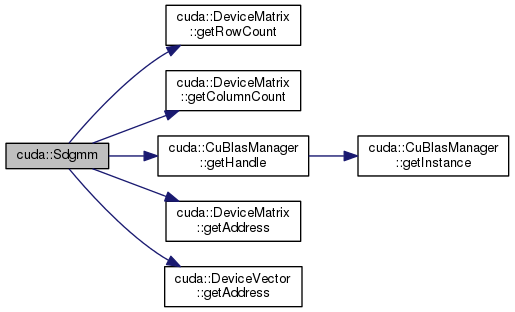 cuda::DeviceMatrix
::getRowCount
cuda::DeviceMatrix
::getColumnCount
cuda::Sdgmm
cuda::CuBlasManager
::getHandle
cuda::CuBlasManager
::getInstance
cuda::DeviceMatrix
::getAddress
cuda::DeviceVector
::getAddress